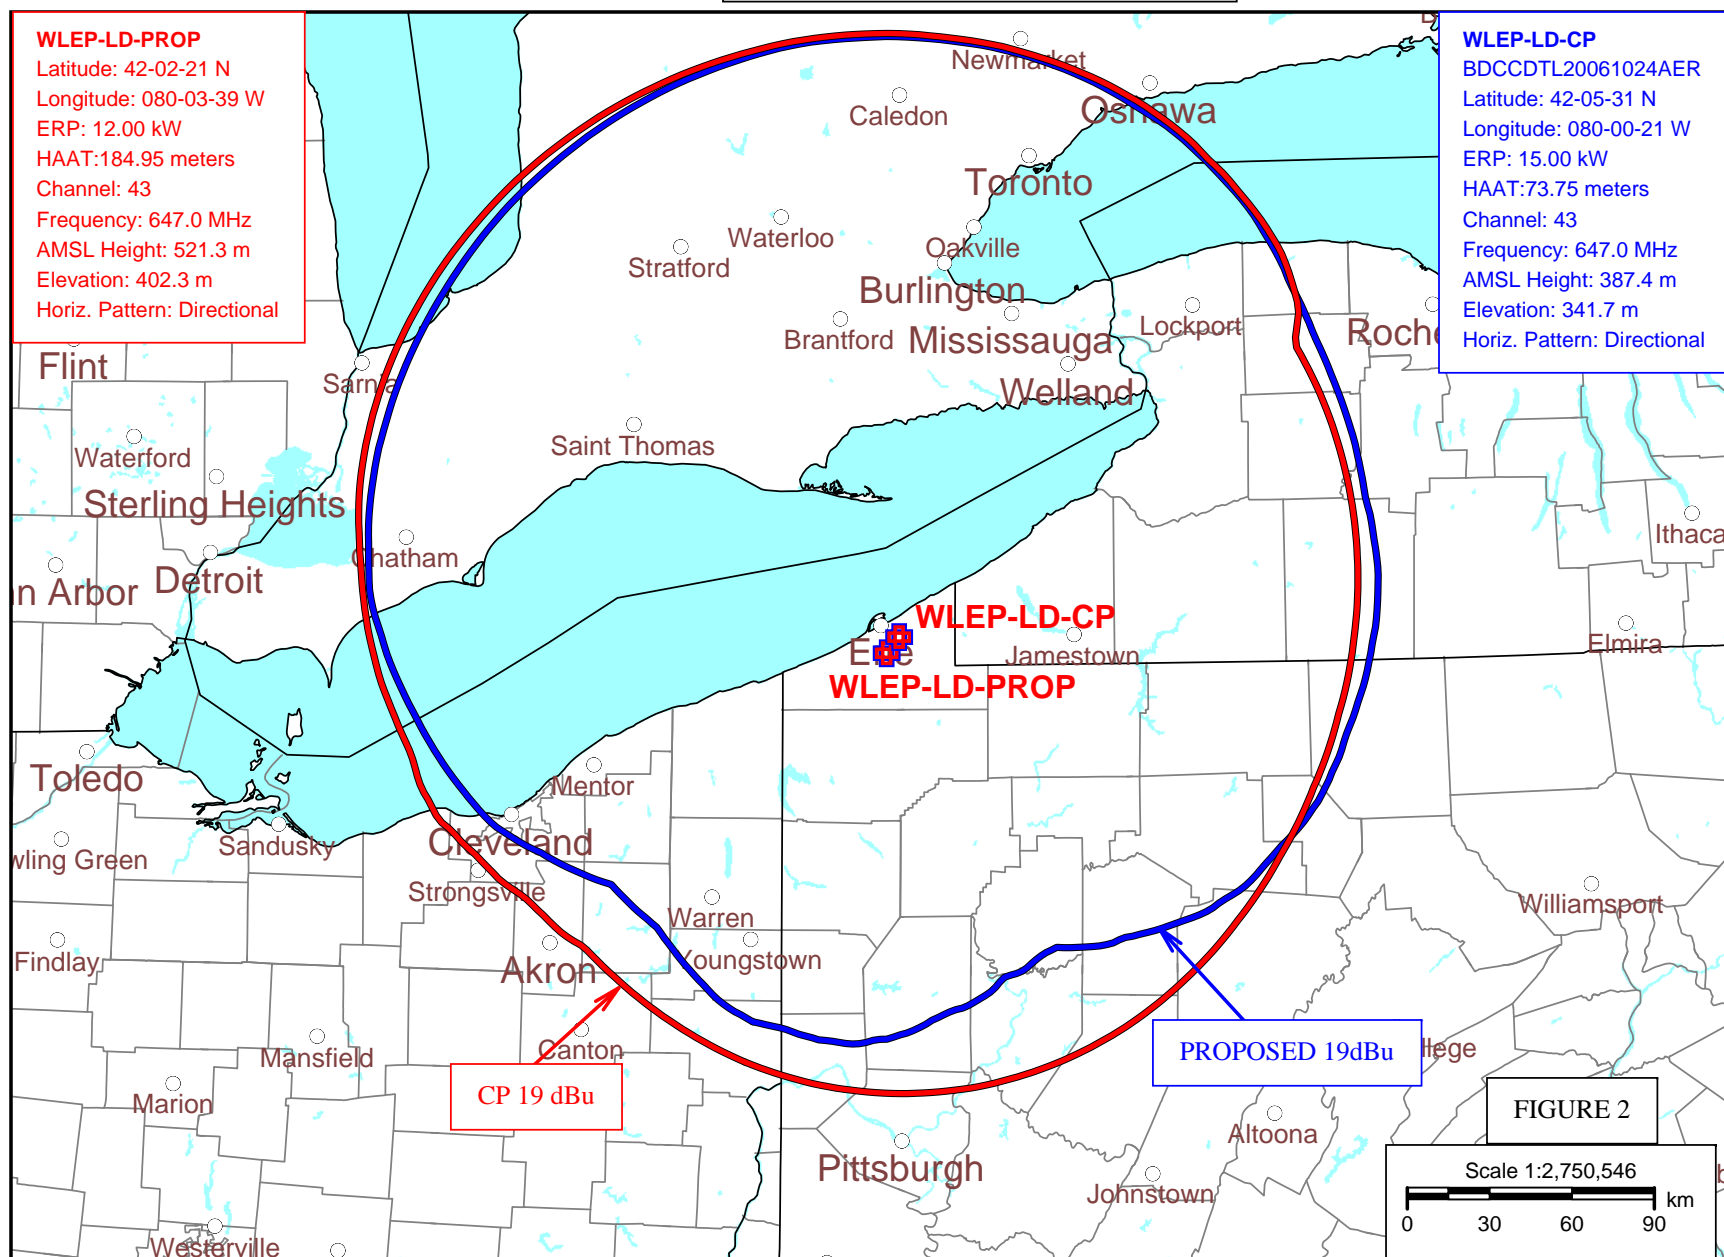 WLEP-LD-PROP
Latitude: 42-02-21 N
Longitude: 080-03-39 W
ERP: 12.00 kW
HAAT:184.95 meters
Channel: 43
Frequency: 647.0 MHz
AMSL Height: 521.3 m
Elevation: 402.3 m
Horiz. Pattern: Directional
WLEP-LD-CP
BDCCDTL20061024AER
Latitude: 42-05-31 N
Longitude: 080-00-21 W
ERP: 15.00 kW
HAAT:73.75 meters
Channel: 43
Frequency: 647.0 MHz
AMSL Height: 387.4 m
Elevation: 341.7 m
Horiz. Pattern: Directional
Newmarket
Caledon
Oshawa
Toronto
Waterloo
Oakville
Stratford
Burlington
Brantford
Mississauga
Lockport
Roche
Flint
Sarnia
Welland
Saint Thomas
Waterford
Sterling Heights
Ithaca
Chatham
n Arbor
Detroit
WLEP-LD-CP
Erie
Jamestown
Elmira
WLEP-LD-PROP
Toledo
Mentor
Cleveland
Sandusky
wling Green
Strongsville
Warren
Williamsport
Findlay
Akron
Youngstown
Canton
Mansfield
PROPOSED 19dBu
llege
CP 19 dBu
Marion
FIGURE 2
Altoona
Pittsburgh
Johnstown
Scale 1:2,750,546
km
0 30 60 90
Westerville